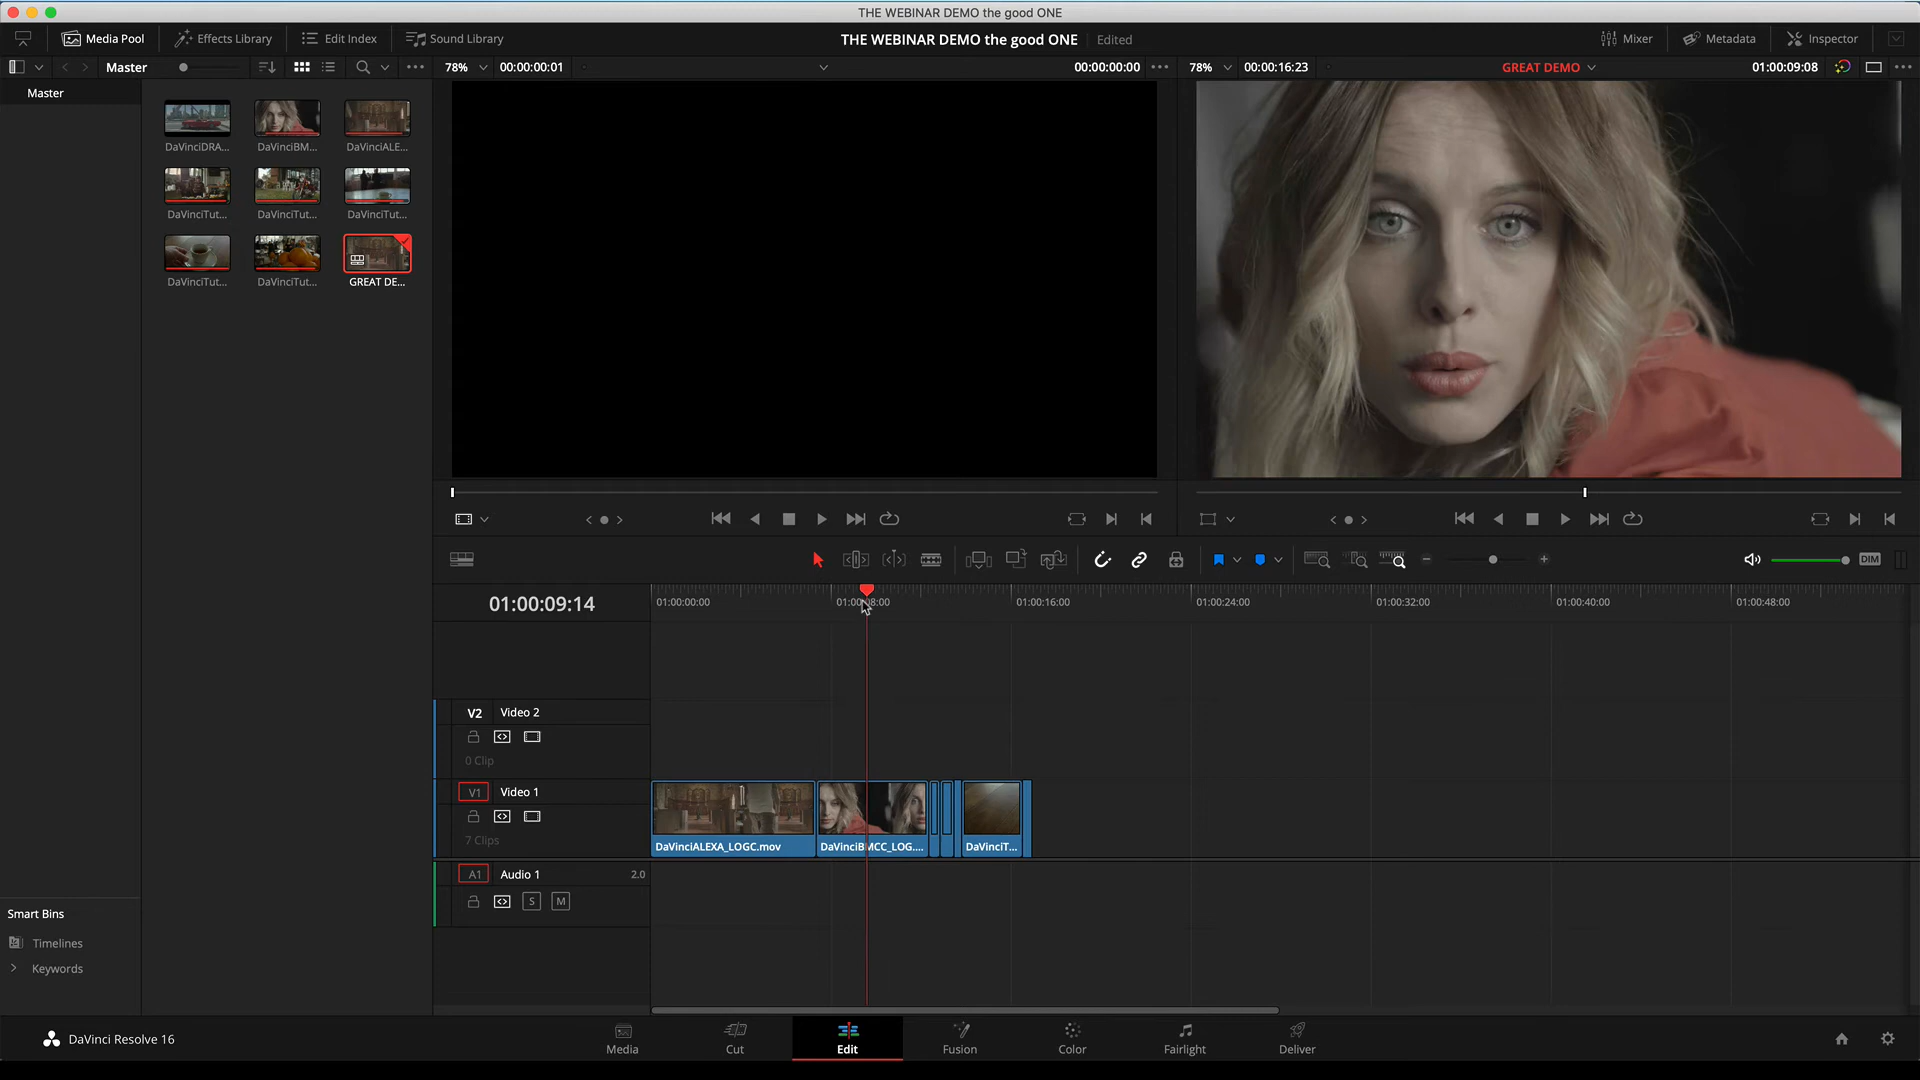 THE WEBINAR DEMO the good ONE
Media Pool
Effects Library
Edit Index
Sound Library
THE WEBINAR DEMO the good ONE
Edited
Mixer
Metadata
Inspector
Master
78%
00:00:00:01
00:00:00:00
78%
00:00:16:23
GREAT DEMO
01:00:09:08
Master
DaVinciDRA...
DaVinciBM...
DaVinciALE...
DaVinciTut...
DaVinciTut...
DaVinciTut...
DaVinciTut...
DaVinciTut...
GREAT DE...
DIM
01:00:09:14
01:00:00:00
01:00:08:00
01:00:16:00
01:00:24:00
01:00:32:00
01:00:40:00
01:00:48:00
V2
Video 2
0 Clip
V1
Video 1
7 Clips
DaVinciALEXA_LOGC.mov
DaVinciBMCC_LOG....
DaVinciT...
A1
Audio 1
2.0
S
M
Smart Bins
Timelines
Keywords
DaVinci Resolve 16
Media
Cut
Edit
Fusion
Color
Fairlight
Deliver